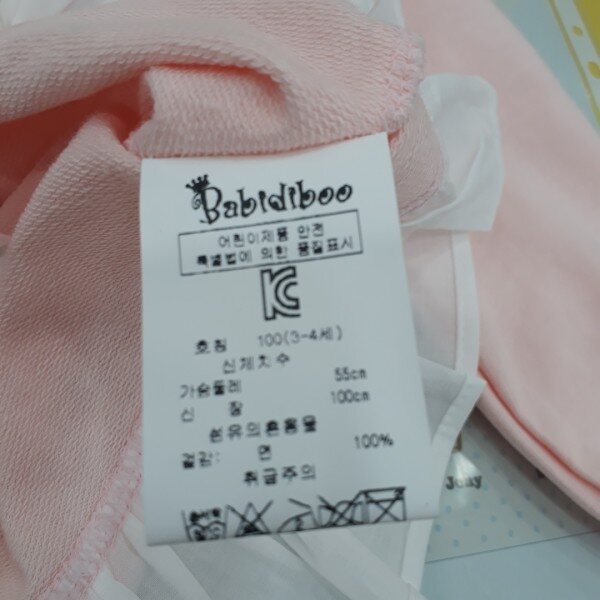 Babidiboo
어린이제품 안전
특별법에 의한 품질표시
KC
호칭 100(3-4세)
신체치수
가슴둘레 55cm
신 장 100cm
섬유의혼용률
겉감: 면 100%
취급주의
Jeny